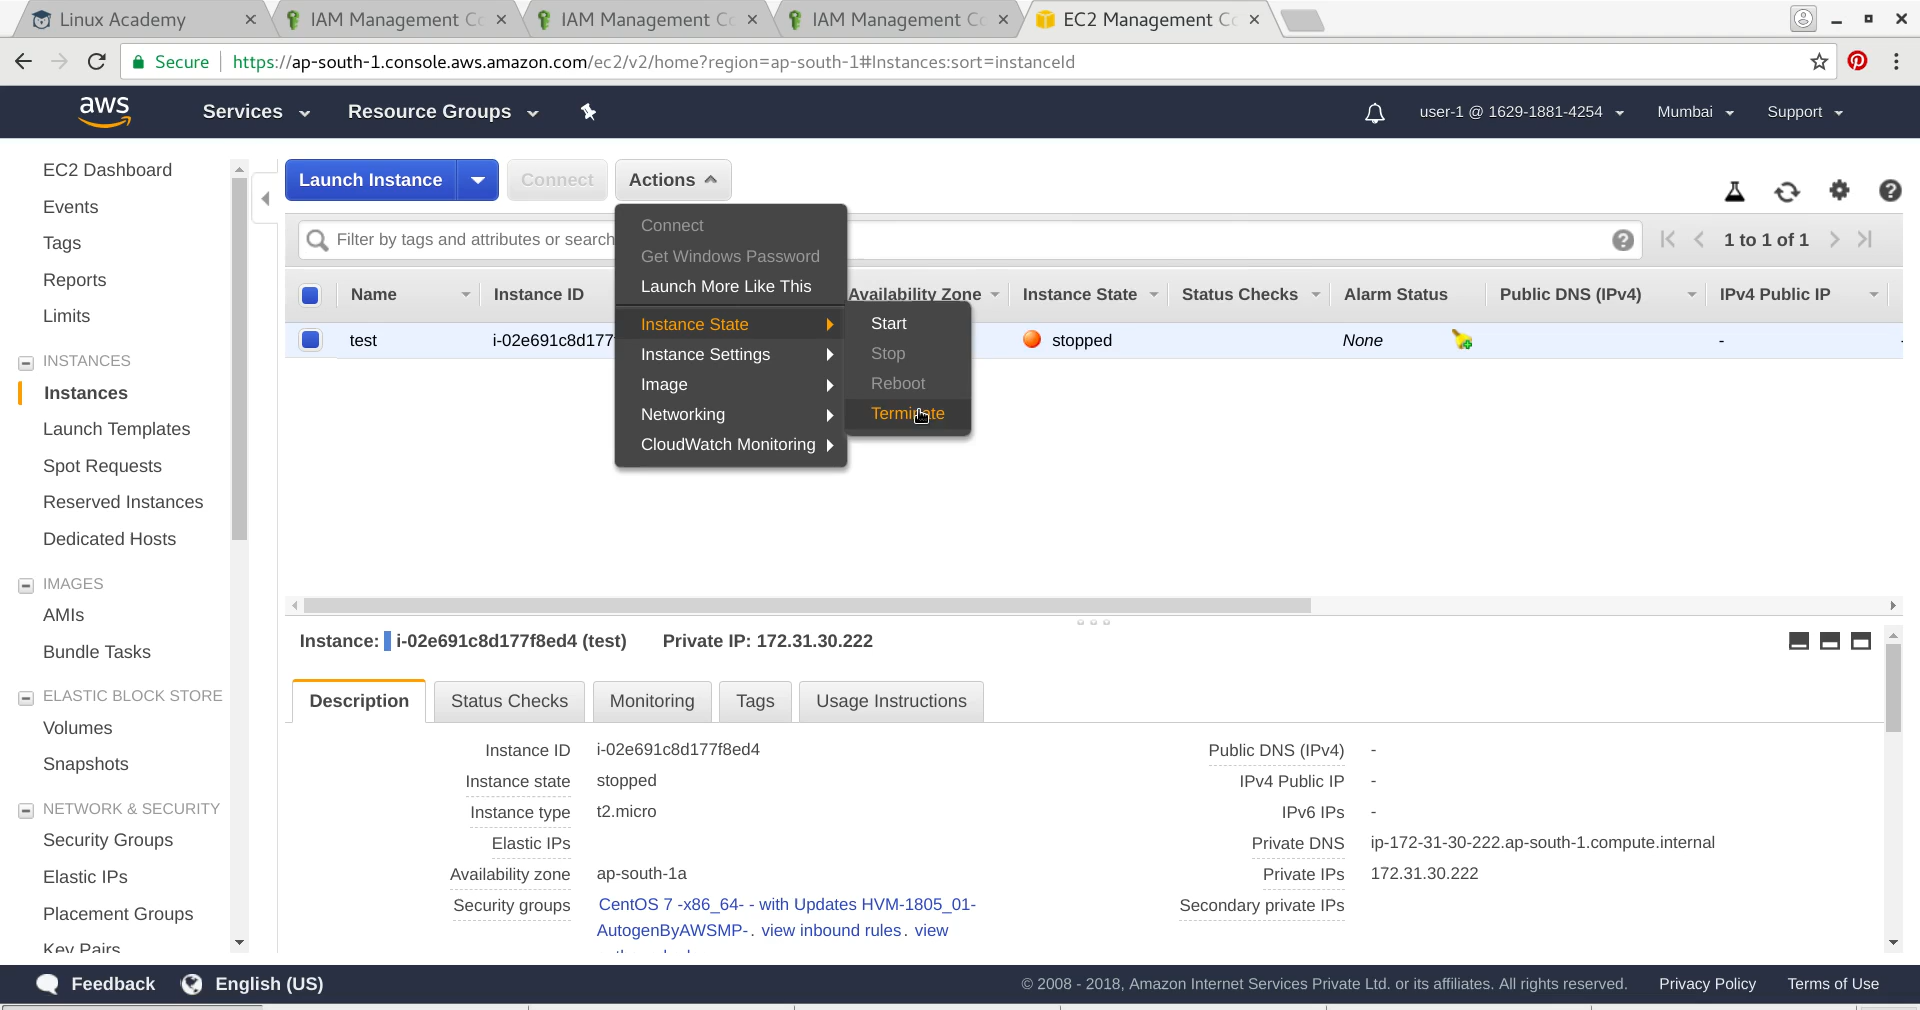 Linux Academy
IAM Management Co
IAM Management Co
IAM Management Co
EC2 Management Co
Secure
https://ap-south-1.console.aws.amazon.com/ec2/v2/home?region=ap-south-1#Instances:sort=instanceId
aws
Services
Resource Groups
user-1 @ 1629-1881-4254
Mumbai
Support
EC2 Dashboard
Events
Tags
Reports
Limits
INSTANCES
Instances
Launch Templates
Spot Requests
Reserved Instances
Dedicated Hosts
IMAGES
AMIs
Bundle Tasks
ELASTIC BLOCK STORE
Volumes
Snapshots
NETWORK & SECURITY
Security Groups
Elastic IPs
Placement Groups
Key Pairs
Launch Instance
Connect
Actions
Connect
Get Windows Password
Launch More Like This
Instance State
Instance Settings
Image
Networking
CloudWatch Monitoring
Start
Stop
Reboot
Terminate
Filter by tags and attributes or search
1 to 1 of 1
Name Instance ID Availability Zone Instance State Status Checks Alarm Status Public DNS (IPv4) IPv4 Public IP
test i-02e691c8d177 stopped None -
Instance: i-02e691c8d177f8ed4 (test) Private IP: 172.31.30.222
Description
Status Checks
Monitoring
Tags
Usage Instructions
Instance ID i-02e691c8d177f8ed4
Instance state stopped
Instance type t2.micro
Elastic IPs
Availability zone ap-south-1a
Security groups CentOS 7 -x86_64- - with Updates HVM-1805_01-
AutogenByAWSMP-. view inbound rules. view
Public DNS (IPv4) -
IPv4 Public IP -
IPv6 IPs -
Private DNS ip-172-31-30-222.ap-south-1.compute.internal
Private IPs 172.31.30.222
Secondary private IPs
Feedback
English (US)
© 2008 - 2018, Amazon Internet Services Private Ltd. or its affiliates. All rights reserved.
Privacy Policy
Terms of Use